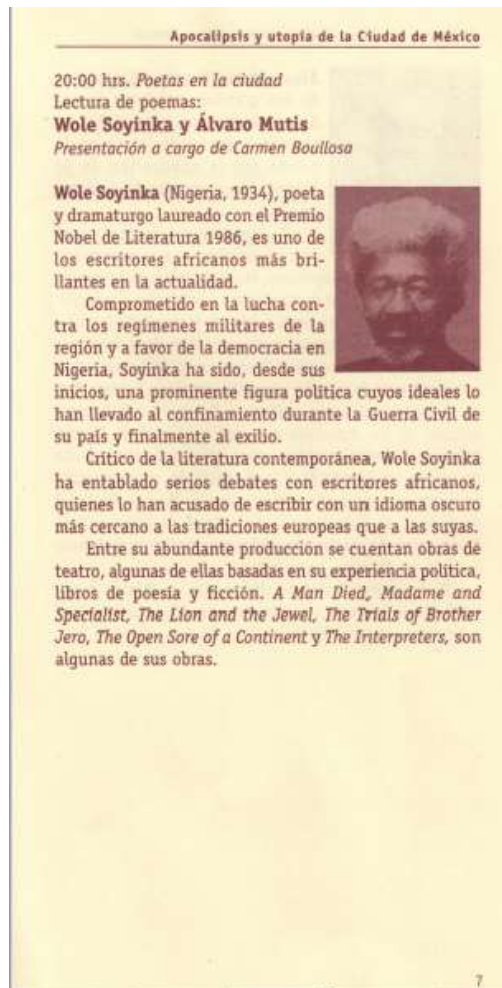 Apocalipsis y utopía de la Ciudad de México
20:00 hrs. Poetas en la ciudad
Lectura de poemas:
Wole Soyinka y Álvaro Mutis
Presentación a cargo de Carmen Boullosa
Wole Soyinka (Nigeria, 1934), poeta
y dramaturgo laureado con el Premio
Nobel de Literatura 1986, es uno de
los escritores africanos más bri-
llantes en la actualidad.
Comprometido en la lucha con-
tra los regímenes militares de la
región y a favor de la democracia en
Nigeria, Soyinka ha sido, desde sus
inicios, una prominente figura política cuyos ideales lo
han llevado al confinamiento durante la Guerra Civil de
su país y finalmente al exilio.
Crítico de la literatura contemporánea, Wole Soyinka
ha entablado serios debates con escritores africanos,
quienes lo han acusado de escribir con un idioma oscuro
más cercano a las tradiciones europeas que a las suyas.
Entre su abundante producción se cuentan obras de
teatro, algunas de ellas basadas en su experiencia política,
libros de poesía y ficción. A Man Died, Madame and
Specialist, The Lion and the Jewel, The Trials of Brother
Jero, The Open Sore of a Continent y The Interpreters, son
algunas de sus obras.
7